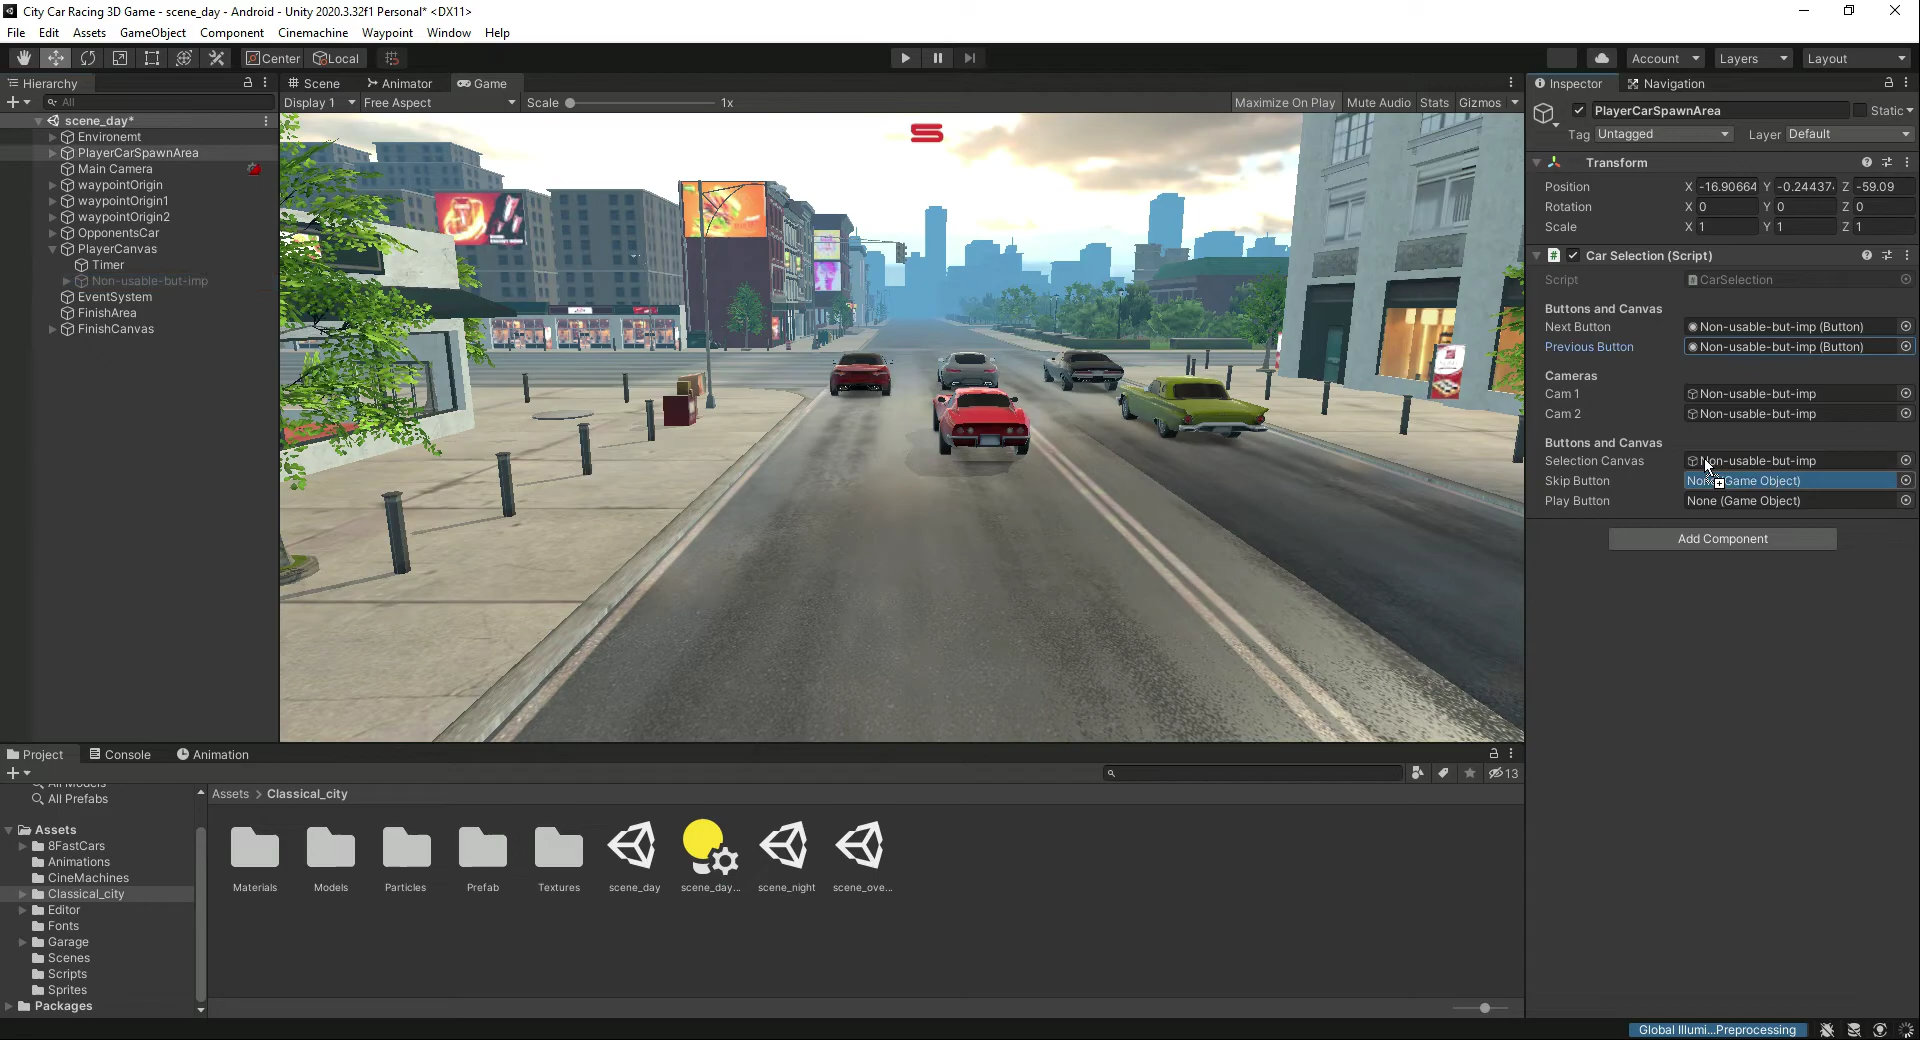 City Car Racing 3D Game - scene_day - Android - Unity 2020.3.32f1 Personal* <DX11>
File Edit Assets GameObject Component Cinemachine Waypoint Window Help
Center Local Account Layers Layout
Hierarchy
Scene Animator Game
Inspector Navigation
All
Display 1 Free Aspect Scale 1x Maximize On Play Mute Audio Stats Gizmos
scene_day*
Environemt
PlayerCarSpawnArea
Main Camera
waypointOrigin
waypointOrigin1
waypointOrigin2
OpponentsCar
PlayerCanvas
Timer
Non-usable-but-imp
EventSystem
FinishArea
FinishCanvas
PlayerCarSpawnArea Static
Tag Untagged Layer Default
Transform
Position X -16.90664 Y -0.24437 Z -59.09
Rotation X 0 Y 0 Z 0
Scale X 1 Y 1 Z 1
Car Selection (Script)
Script CarSelection
Buttons and Canvas
Next Button Non-usable-but-imp (Button)
Previous Button Non-usable-but-imp (Button)
Cameras
Cam 1 Non-usable-but-imp
Cam 2 Non-usable-but-imp
Buttons and Canvas
Selection Canvas Non-usable-but-imp
Skip Button None (Game Object)
Play Button None (Game Object)
Add Component
Project Console Animation
13
All Models
All Prefabs
Assets
8FastCars
Animations
CineMachines
Classical_city
Editor
Fonts
Garage
Scenes
Scripts
Sprites
Packages
Assets > Classical_city
Materials Models Particles Prefab Textures scene_day scene_day... scene_night scene_ove...
Global Illumi...Preprocessing